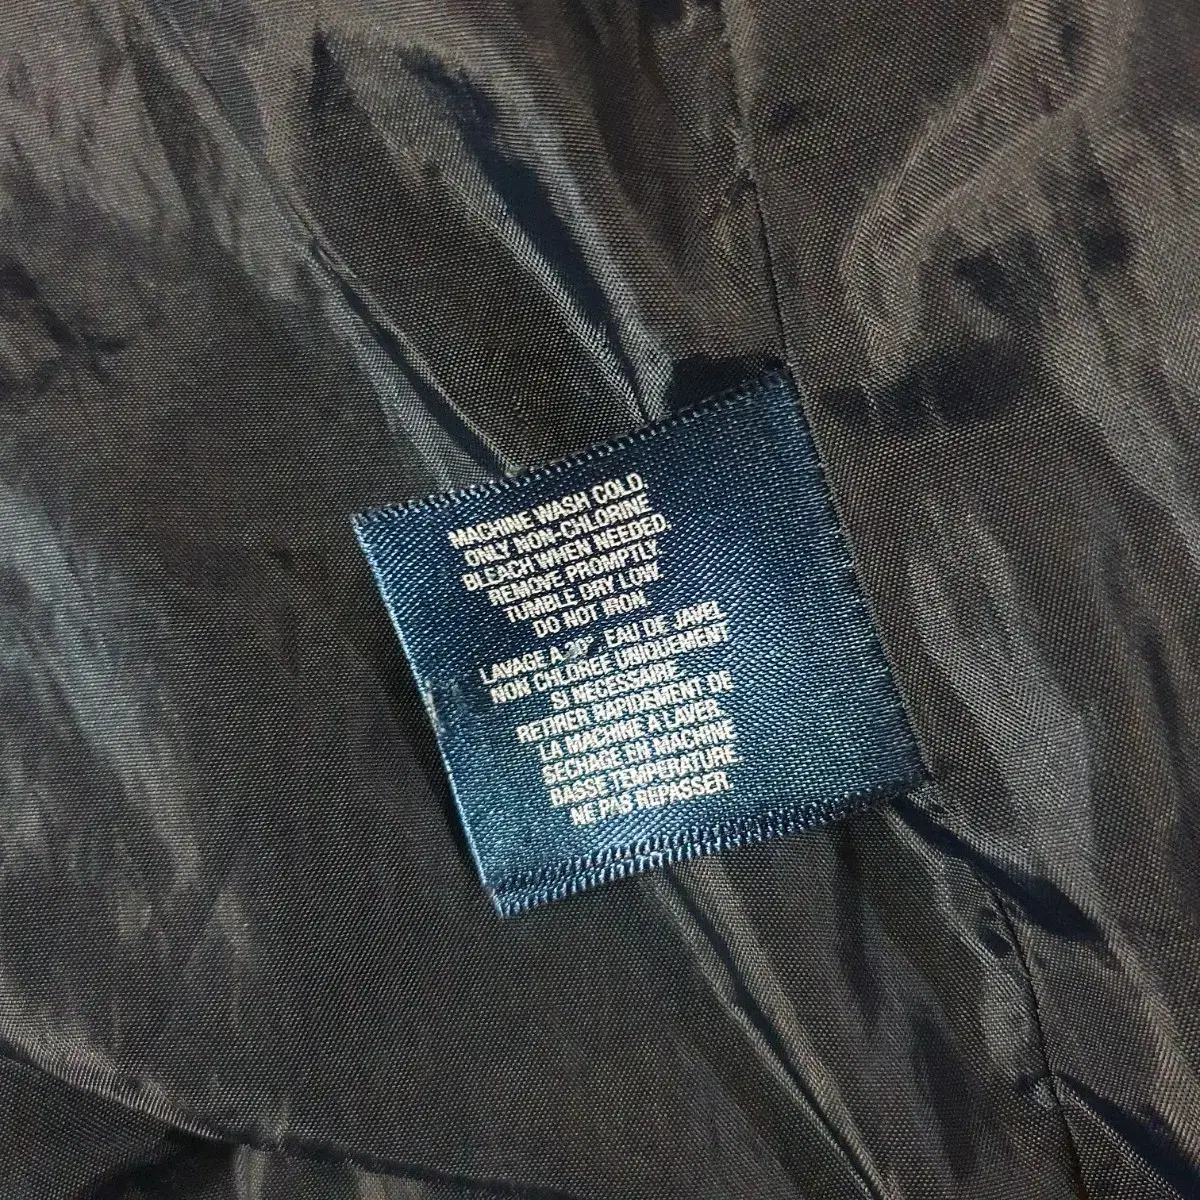 MACHINE WASH COLD.
ONLY NON-CHLORINE
BLEACH WHEN NEEDED.
REMOVE PROMPTLY.
TUMBLE DRY LOW.
DO NOT IRON.
LAVAGE A EAU DE JAVEL
NON CHLOREE UNIQUEMENT
SI NECESSAIRE
RETIRER RAPIDEMENT DE
LA MACHINE A LAVER.
SECHAGE EN MACHINE
BASSE TEMPERATURE
NE PAS REPASSER.